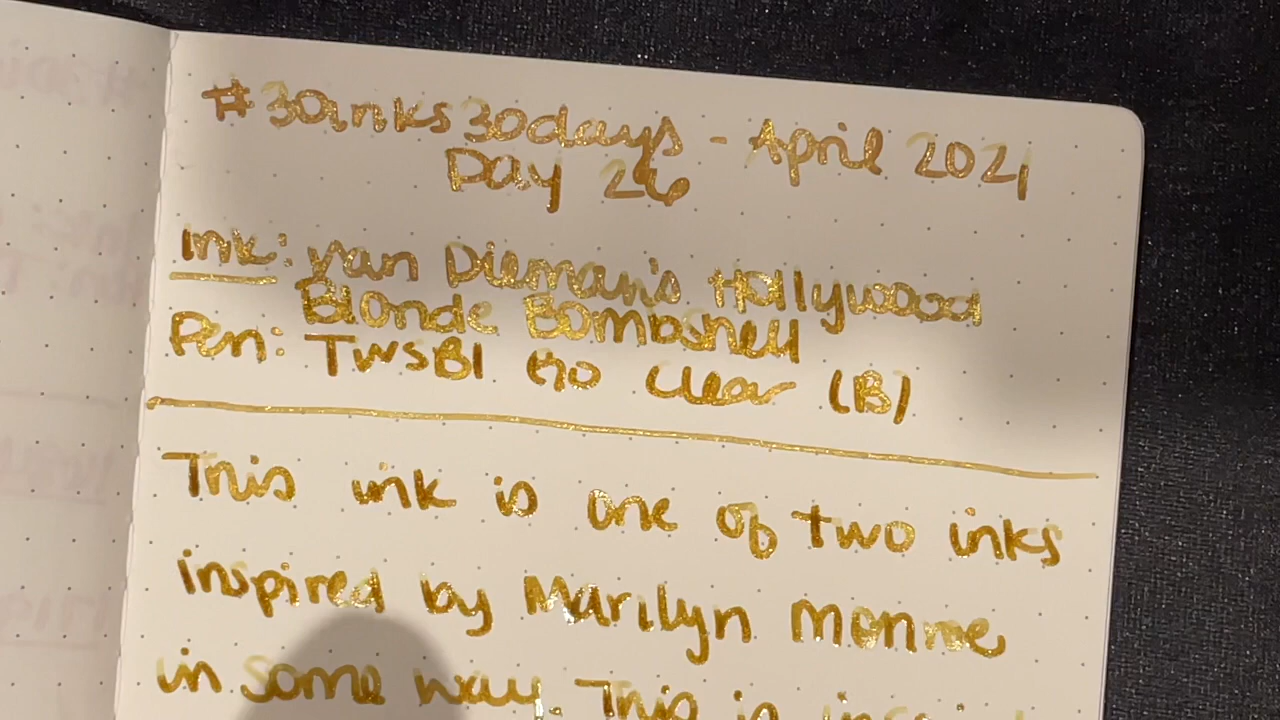 #30inks30days - April 2021
Day 26
Ink: Van Dieman's Hollywood
Blonde Bombshell
Pen: TWSBI GO Clear (B)
This ink is one of two inks
inspired by Marilyn Monroe
in some way. This is